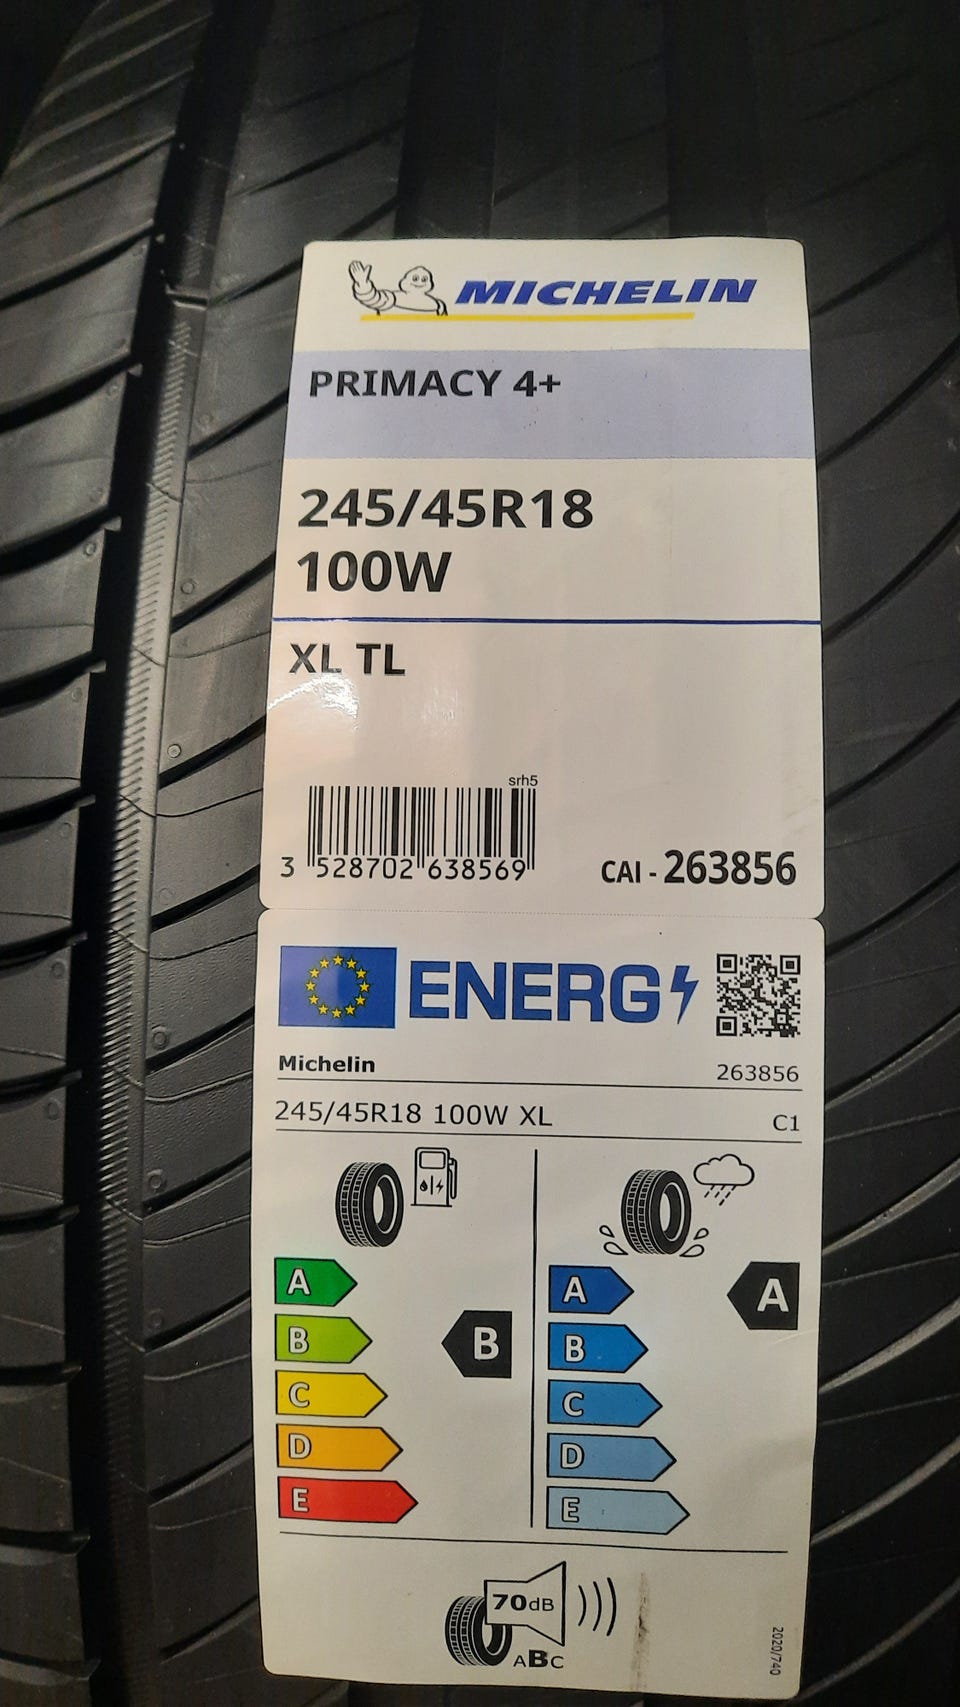 MICHELIN
PRIMACY 4+
245/45R18
100W
XL TL
srh5
3 528702 638569
CAI - 263856
ENERG
Michelin
263856
245/45R18 100W XL
C1
A
B
C
D
E
B
A
B
C
D
E
A
70dB
ABC
2020/740